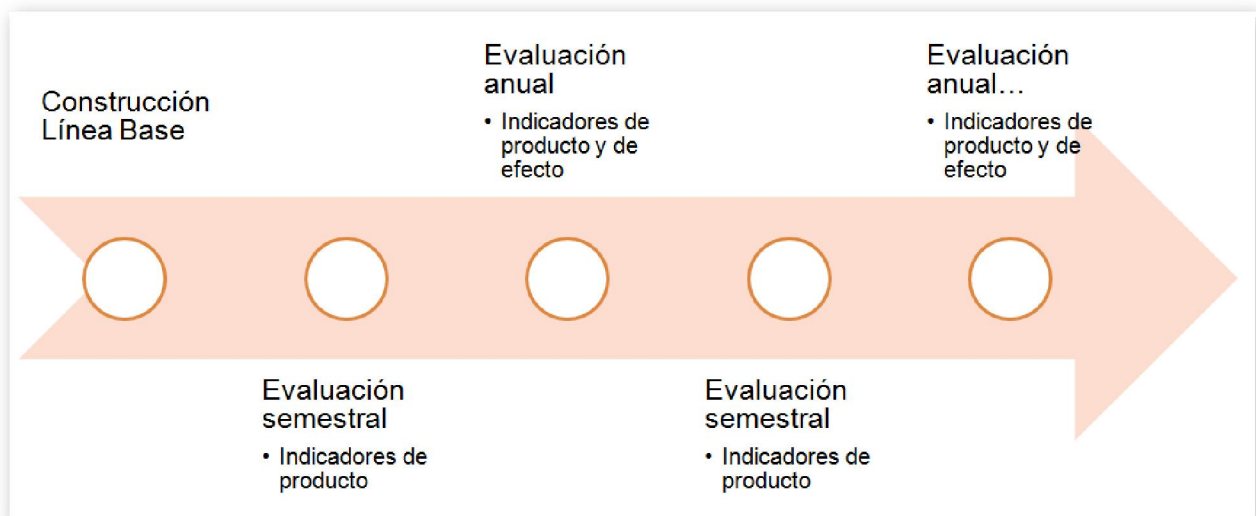 Construcción
Línea Base
Evaluación
semestral
• Indicadores de
producto
Evaluación
anual
• Indicadores de
producto y de
efecto
Evaluación
semestral
• Indicadores de
producto
Evaluación
anual…
• Indicadores de
producto y de
efecto